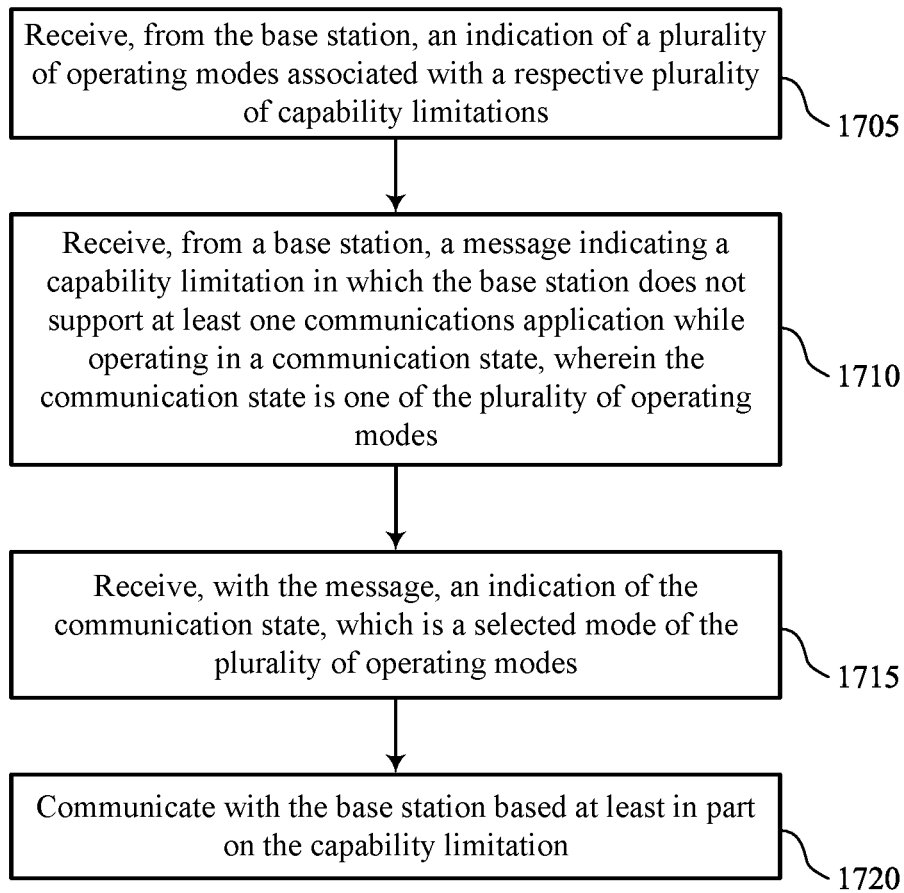 Receive, from the base station, an indication of a plurality
of operating modes associated with a respective plurality
of capability limitations
1705
Receive, from a base station, a message indicating a
capability limitation in which the base station does not
support at least one communications application while
operating in a communication state, wherein the
communication state is one of the plurality of operating
modes
1710
Receive, with the message, an indication of the
communication state, which is a selected mode of the
plurality of operating modes
1715
Communicate with the base station based at least in part
on the capability limitation
1720